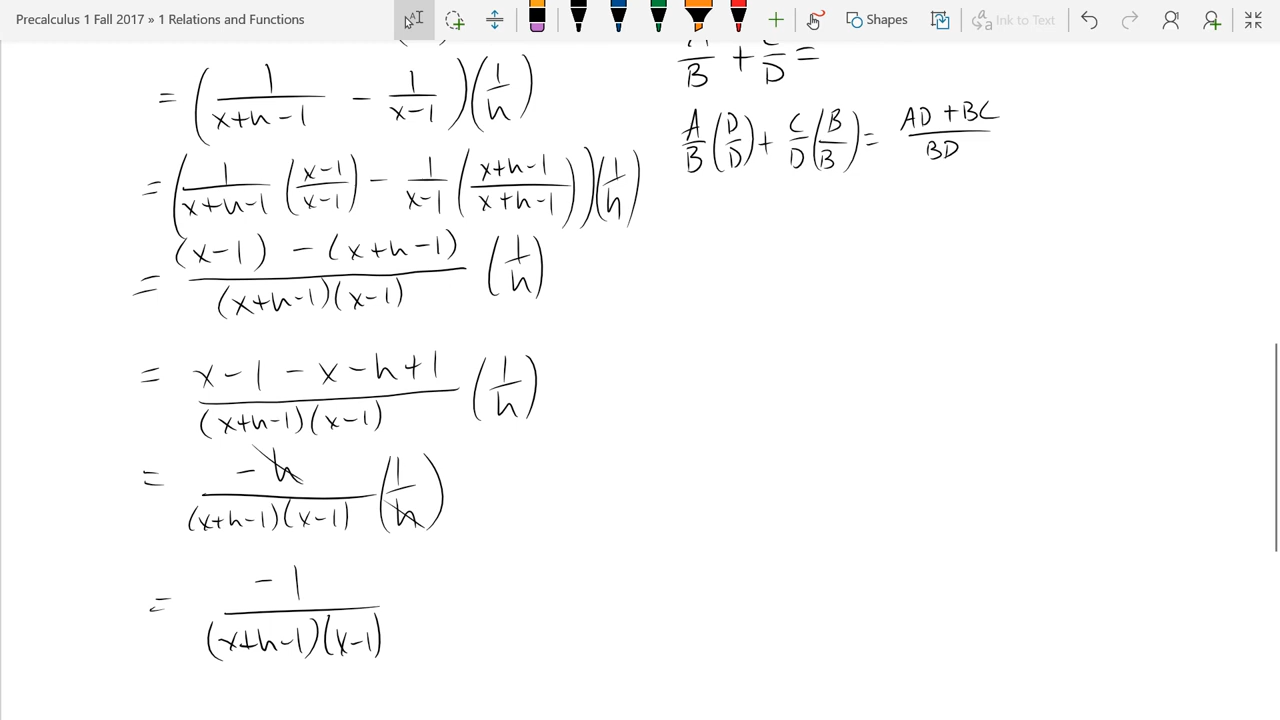 Precalculus 1 Fall 2017 » 1 Relations and Functions
Shapes
Ink to Text
= (1/(x+h-1) - 1/(x-1))(1/h)
= (1/(x+h-1) ((x-1)/(x-1)) - 1/(x-1) ((x+h-1)/(x+h-1)))(1/h)
= ((x-1) - (x+h-1))/((x+h-1)(x-1)) (1/h)
= (x-1-x-h+1)/((x+h-1)(x-1)) (1/h)
= -h/((x+h-1)(x-1)) (1/h)
= -1/((x+h-1)(x-1))
A/B + C/D =
A/B (D/D) + C/D (B/B) = (AD+BC)/BD